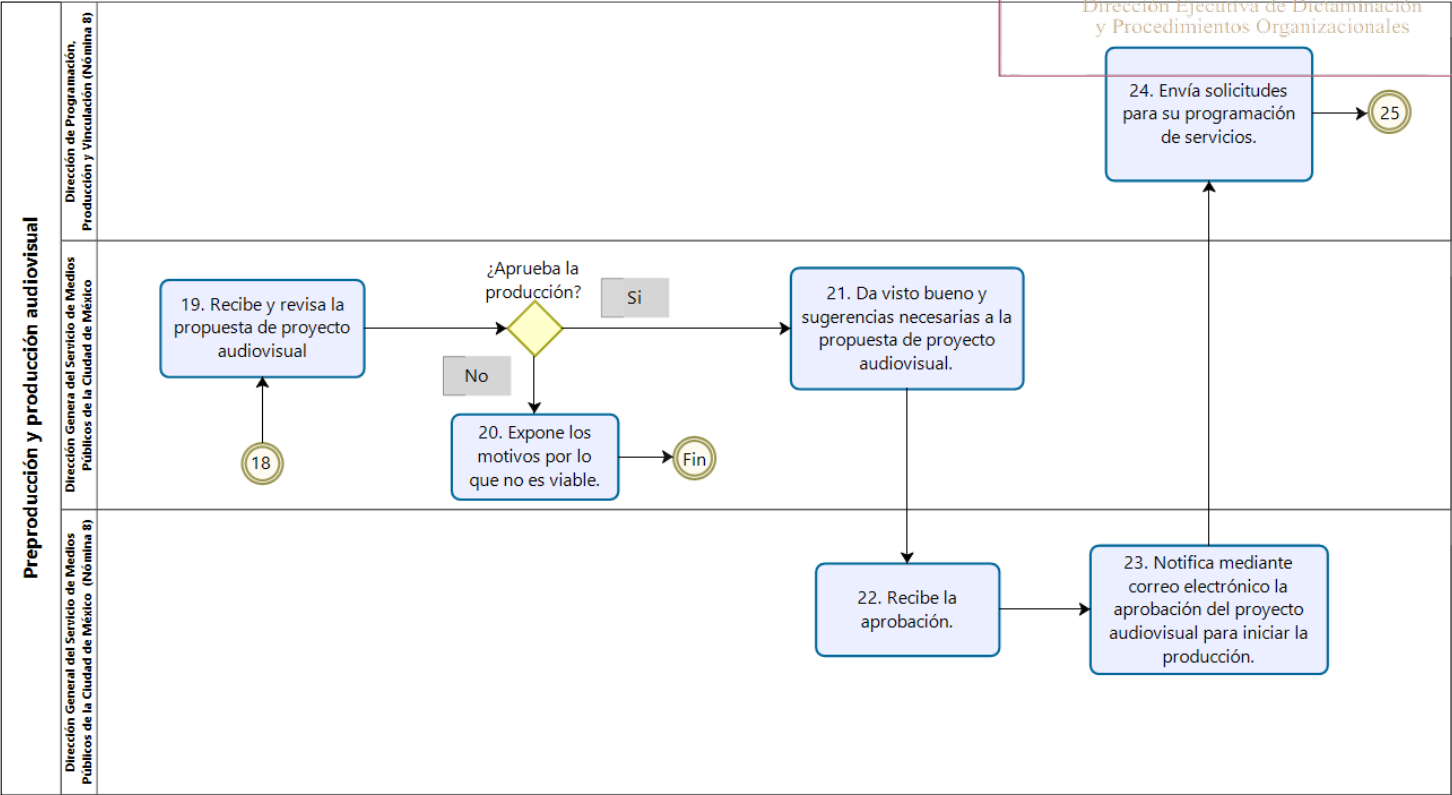 Dirección Ejecutiva de Dictaminación
y Procedimientos Organizacionales
Preproducción y producción audiovisual
Dirección de Programación,
Producción y Vinculación (Nómina 8)
24. Envía solicitudes
para su programación
de servicios.
25
Dirección Genera del Servicio de Medios
Públicos de la Ciudad de México
19. Recibe y revisa la
propuesta de proyecto
audiovisual
18
¿Aprueba la
producción?
Si
No
20. Expone los
motivos por lo
que no es viable.
Fin
21. Da visto bueno y
sugerencias necesarias a la
propuesta de proyecto
audiovisual.
Dirección General del Servicio de Medios
Públicos de la Ciudad de México (Nómina 8)
22. Recibe la
aprobación.
23. Notifica mediante
correo electrónico la
aprobación del proyecto
audiovisual para iniciar la
producción.